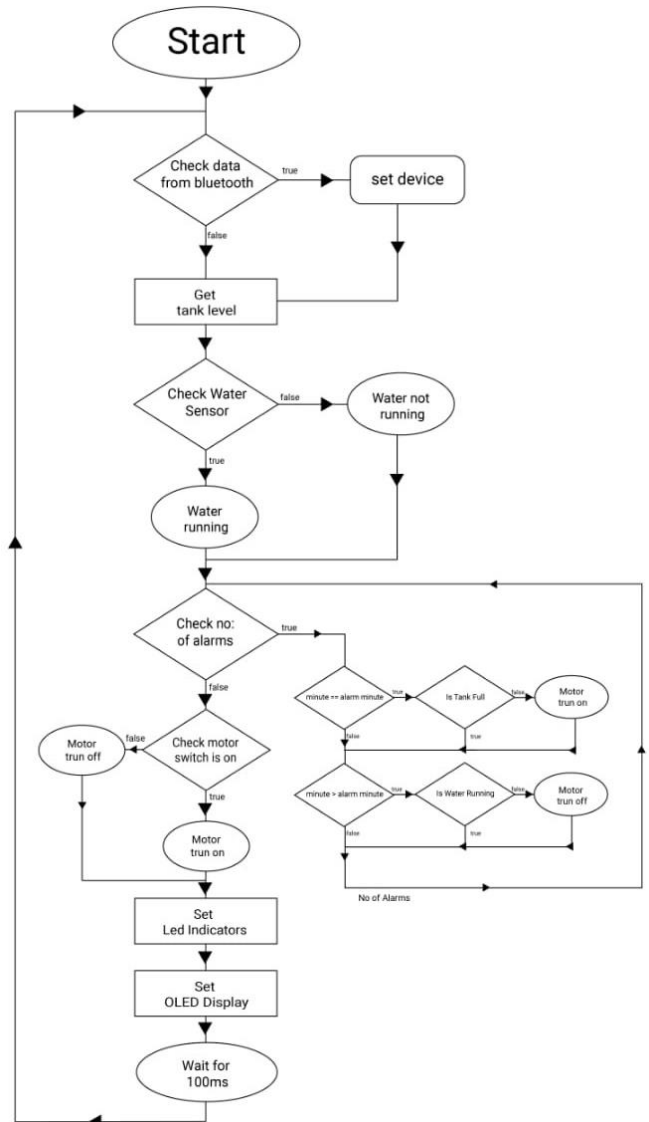 Start
Check data
from bluetooth
true
set device
false
Get
tank level
Check Water
Sensor
false
Water not
running
true
Water
running
Check no:
of alarms
true
false
minute == alarm minute
true
Is Tank Full
false
Motor
trun on
false
true
Motor
trun off
false
Check motor
switch is on
true
minute > alarm minute
true
Is Water Running
false
Motor
trun off
false
true
Motor
trun on
No of Alarms
Set
Led Indicators
Set
OLED Display
Wait for
100ms